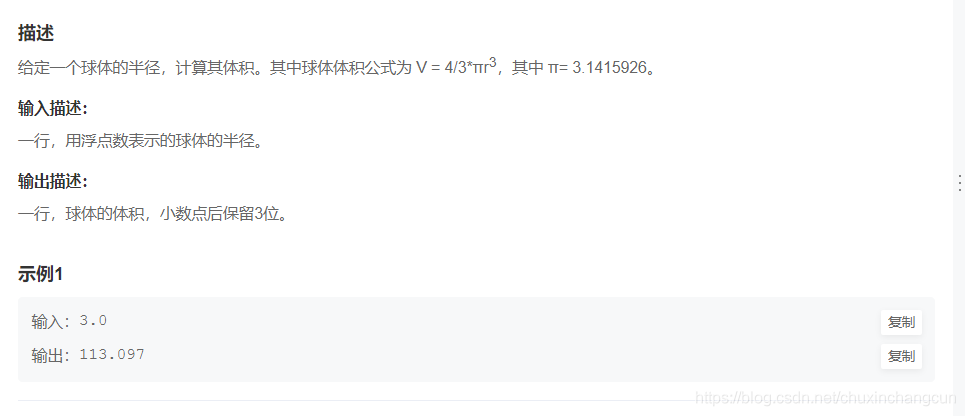 描述
给定一个球体的半径，计算其体积。其中球体体积公式为 V = 4/3*πr³，其中 π= 3.1415926。
输入描述：
一行，用浮点数表示的球体的半径。
输出描述：
一行，球体的体积，小数点后保留3位。
示例1
输入：3.0
复制
输出：113.097
复制
https://blog.csdn.net/chuxinchangcun